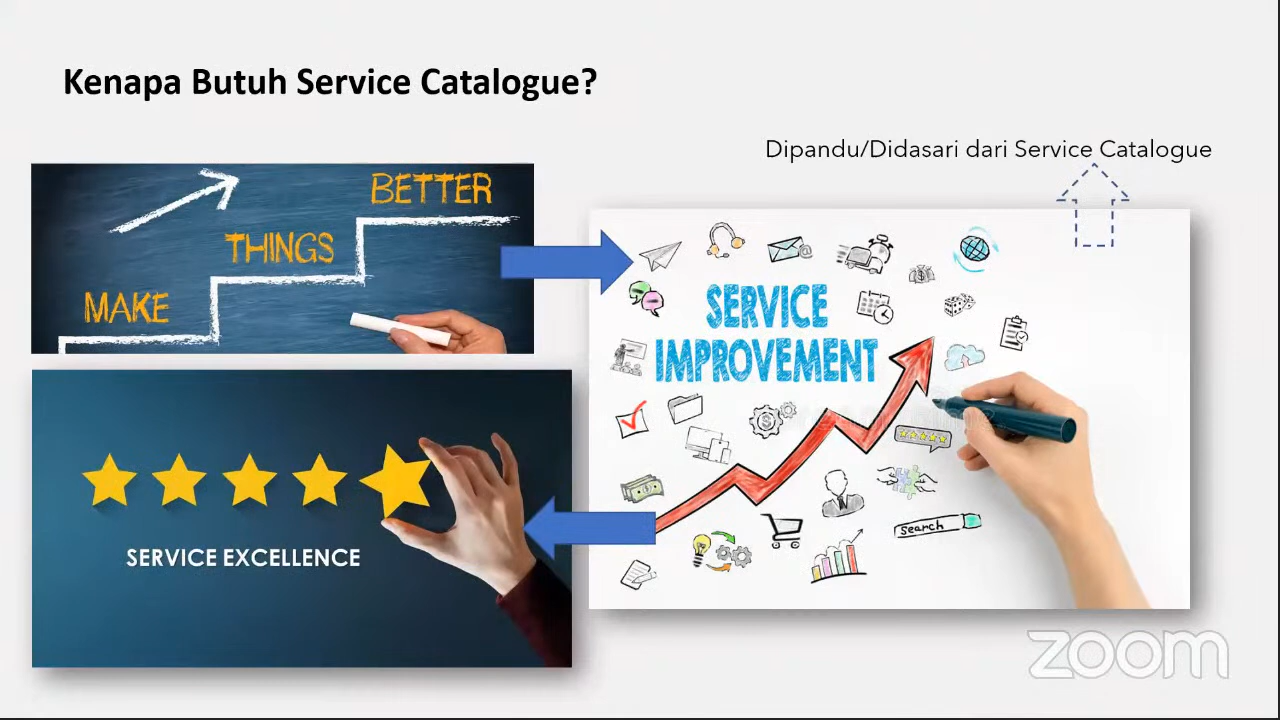 Kenapa Butuh Service Catalogue?
Dipandu/Didasari dari Service Catalogue
BETTER
THINGS
MAKE
SERVICE
IMPROVEMENT
search
SERVICE EXCELLENCE
zoom